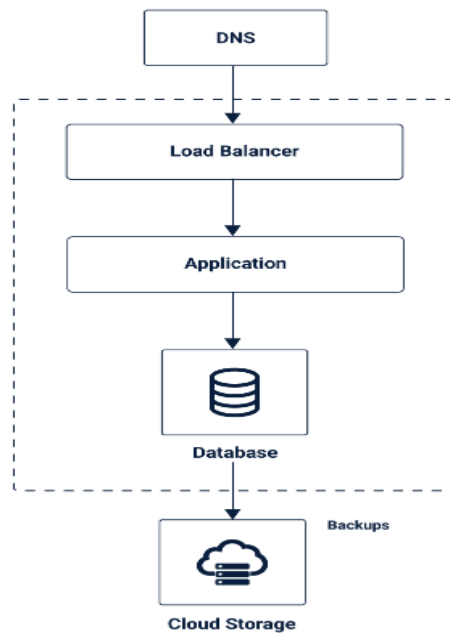 DNS
Load Balancer
Application
Database
Backups
Cloud Storage